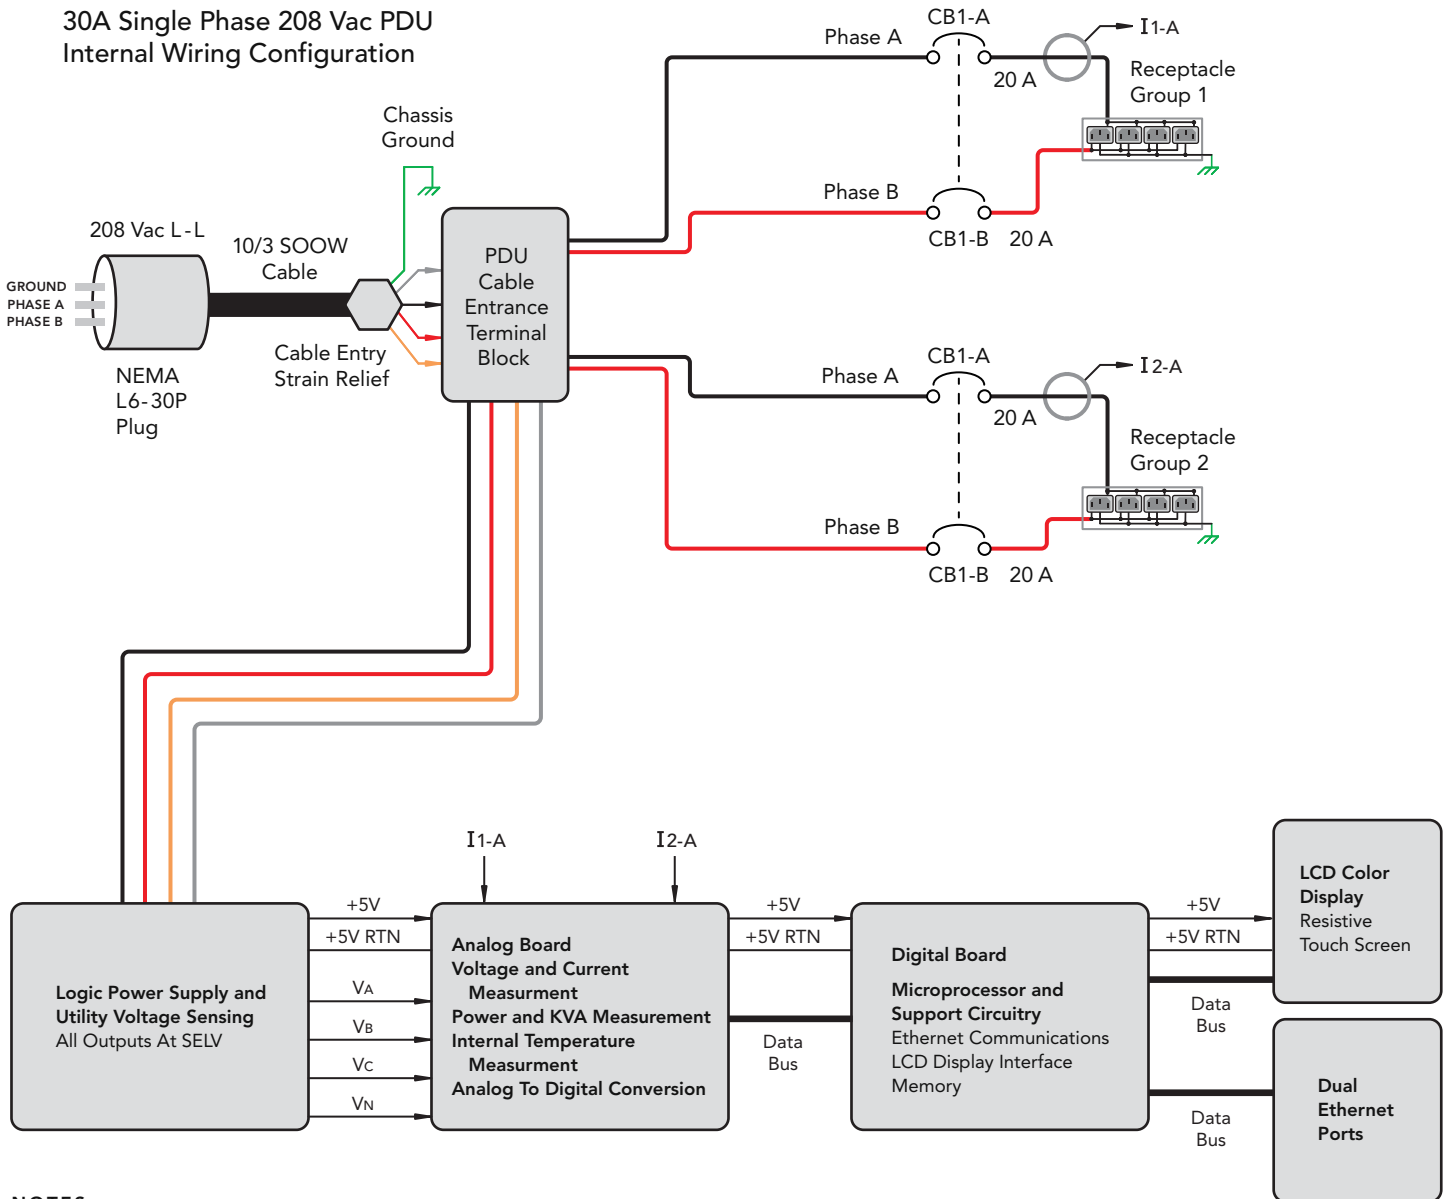 30A Single Phase 208 Vac PDU
Internal Wiring Configuration
CB1-A
Phase A
I1-A
20 A
Receptacle
Group 1
Chassis
Ground
Phase B
CB1-B
20 A
208 Vac L-L
10/3 SOOW
Cable
GROUND
PHASE A
PHASE B
PDU
Cable
Entrance
Terminal
Block
Cable Entry
Strain Relief
NEMA
L6-30P
Plug
CB1-A
Phase A
I2-A
20 A
Receptacle
Group 2
Phase B
CB1-B
20 A
I1-A
I2-A
Logic Power Supply and
Utility Voltage Sensing
All Outputs At SELV
+5V
+5V RTN
VA
VB
VC
VN
Analog Board
Voltage and Current
Measurment
Power and KVA Measurement
Internal Temperature
Measurment
Analog To Digital Conversion
+5V
+5V RTN
Data
Bus
Digital Board
Microprocessor and
Support Circuitry
Ethernet Communications
LCD Display Interface
Memory
+5V
+5V RTN
Data
Bus
Data
Bus
LCD Color
Display
Resistive
Touch Screen
Dual
Ethernet
Ports